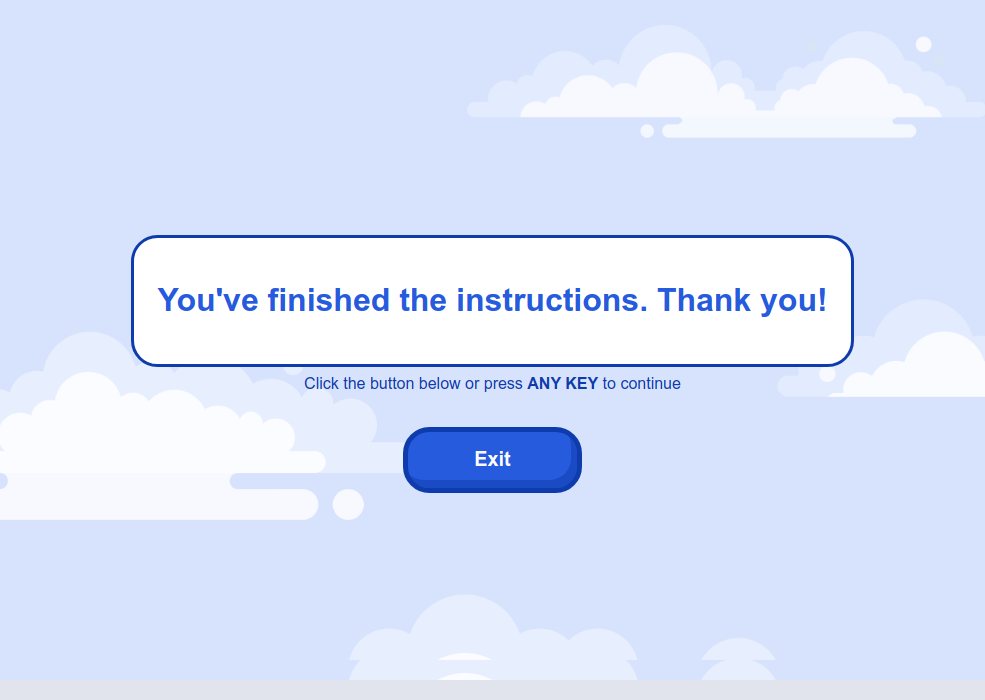 You've finished the instructions. Thank you!
Click the button below or press ANY KEY to continue
Exit